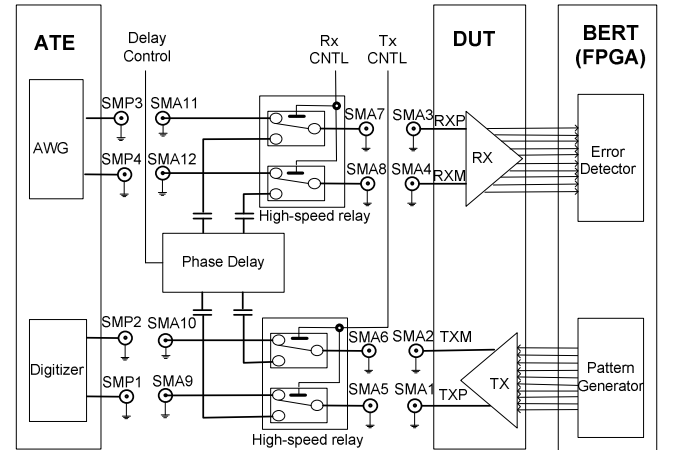 ATE
Delay
Control
Rx
CNTL
Tx
CNTL
DUT
BERT
(FPGA)
AWG
SMP3
SMA11
SMA7
SMA3
RXP
SMP4
SMA12
SMA8
SMA4
RXM
RX
Error
Detector
High-speed relay
Phase Delay
Digitizer
SMP2
SMA10
SMA6
SMA2
TXM
SMP1
SMA9
SMA5
SMA1
TXP
TX
Pattern
Generator
High-speed relay